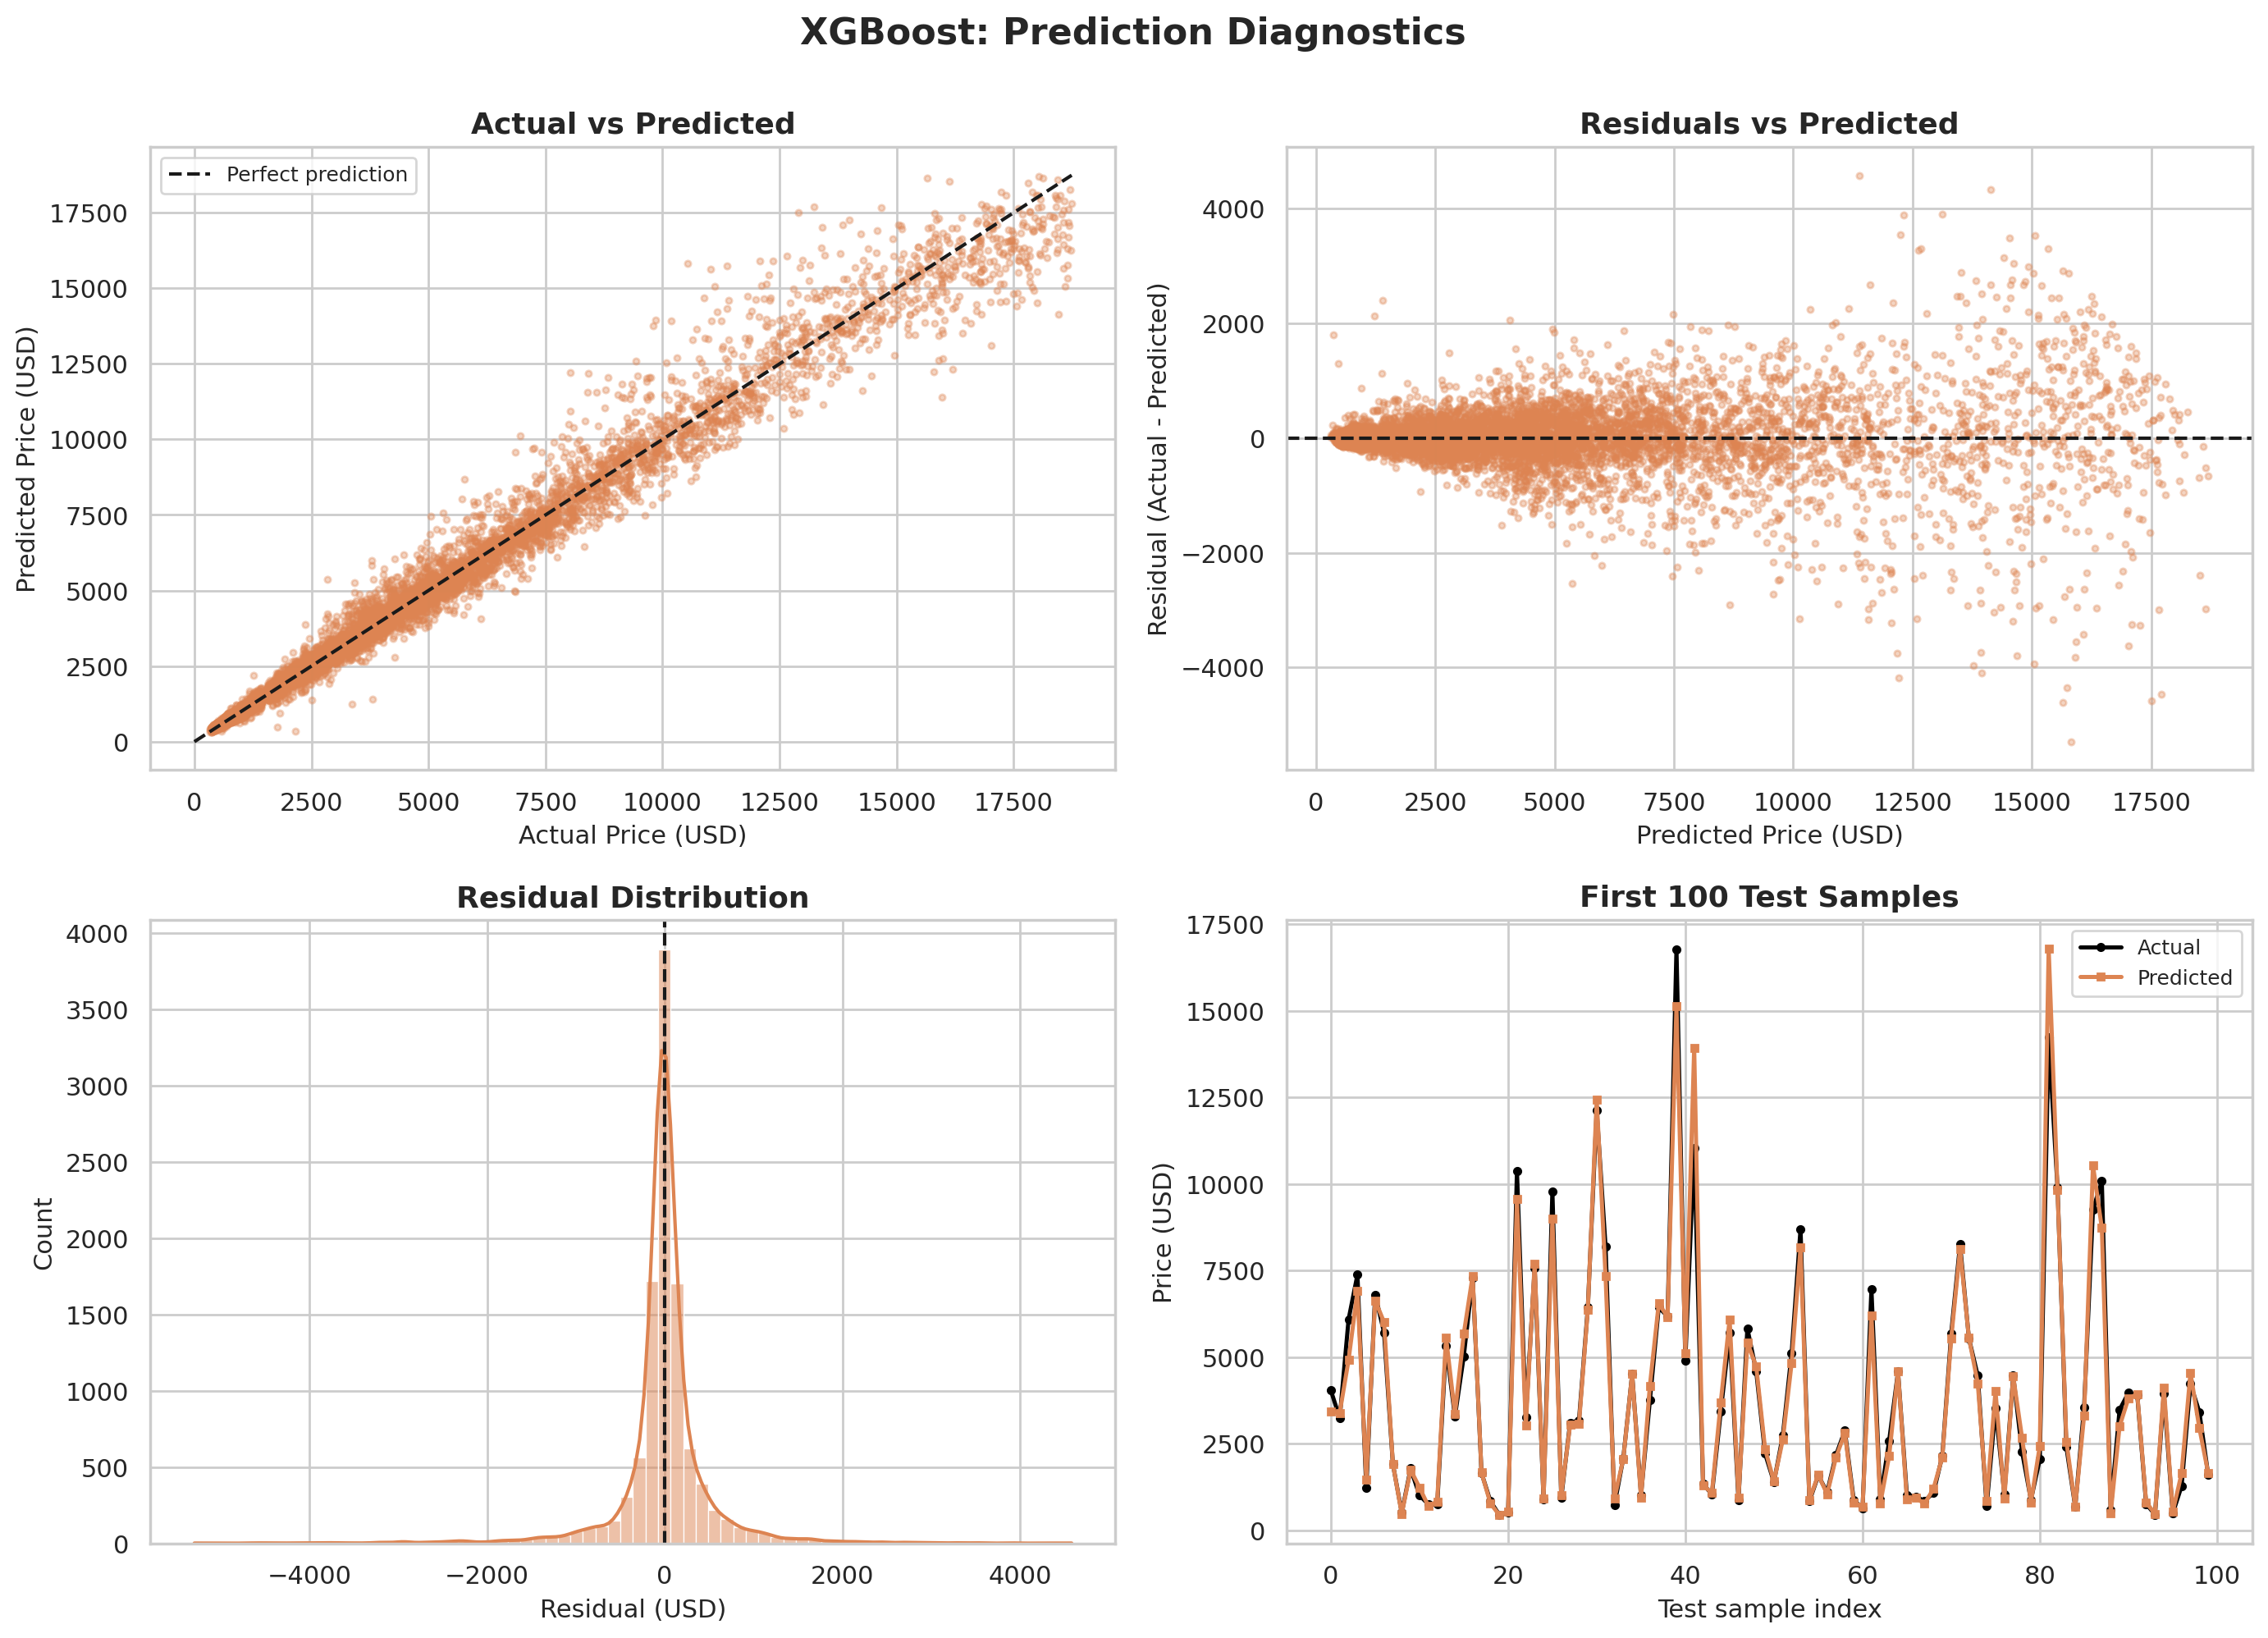 XGBoost: Prediction Diagnostics
Actual vs Predicted
Perfect prediction
Predicted Price (USD)
17500
15000
12500
10000
7500
5000
2500
0
0 2500 5000 7500 10000 12500 15000 17500
Actual Price (USD)
Residuals vs Predicted
Residual (Actual - Predicted)
4000
2000
0
−2000
−4000
0 2500 5000 7500 10000 12500 15000 17500
Predicted Price (USD)
Residual Distribution
Count
4000
3500
3000
2500
2000
1500
1000
500
0
−4000 −2000 0 2000 4000
Residual (USD)
First 100 Test Samples
Actual
Predicted
Price (USD)
17500
15000
12500
10000
7500
5000
2500
0
0 20 40 60 80 100
Test sample index